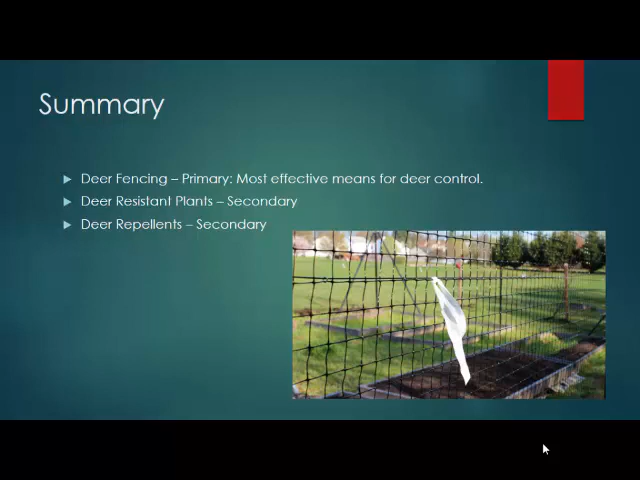 Summary
Deer Fencing – Primary: Most effective means for deer control.
Deer Resistant Plants – Secondary
Deer Repellents – Secondary